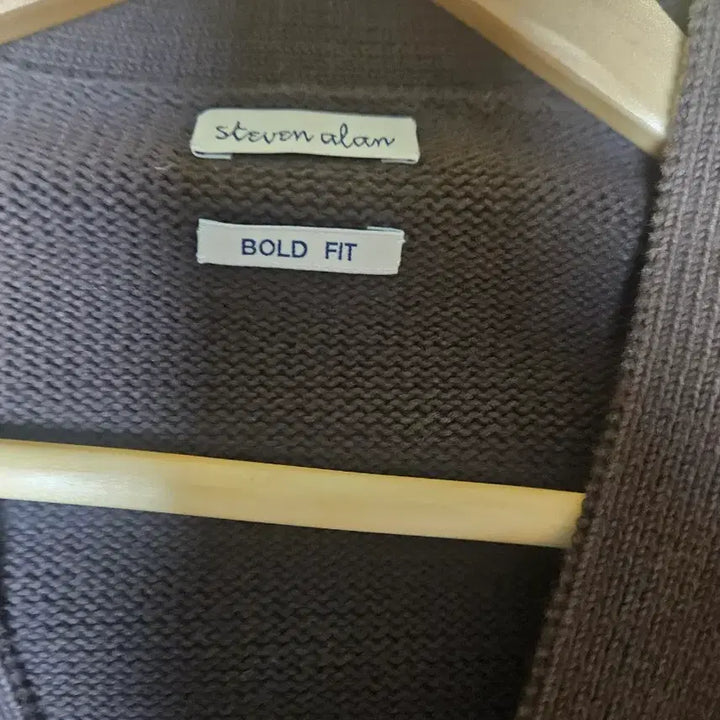 steven alan
BOLD FIT